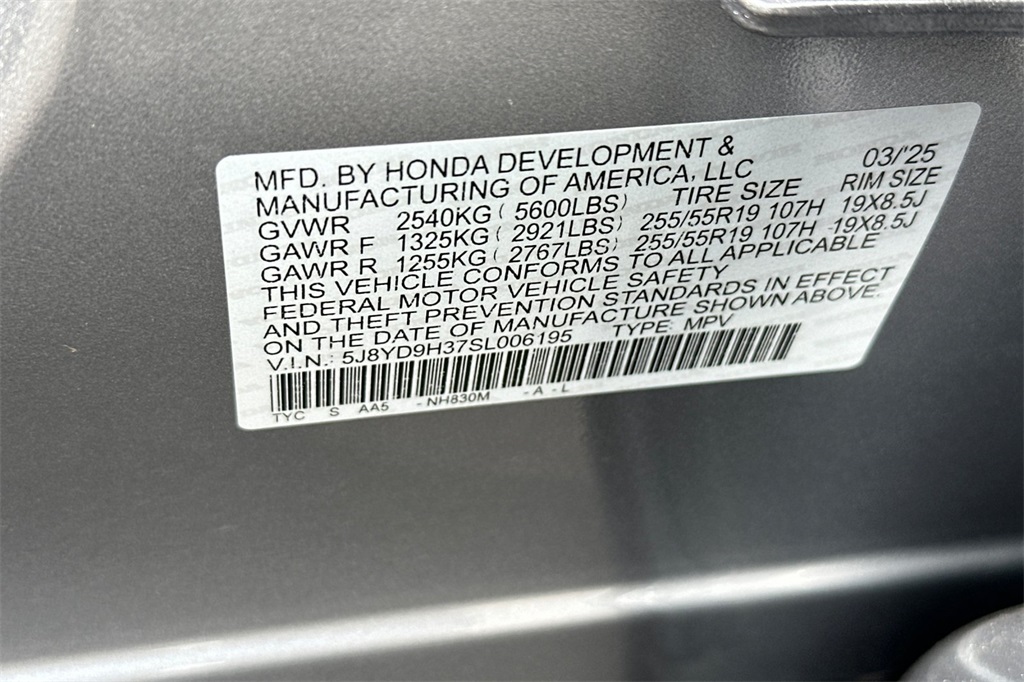 MFD. BY HONDA DEVELOPMENT &
MANUFACTURING OF AMERICA, LLC 03/'25
GVWR 2540KG ( 5600LBS) TIRE SIZE RIM SIZE
GAWR F 1325KG ( 2921LBS) 255/55R19 107H 19X8.5J
GAWR R 1255KG ( 2767LBS) 255/55R19 107H 19X8.5J
THIS VEHICLE CONFORMS TO ALL APPLICABLE
FEDERAL MOTOR VEHICLE SAFETY
AND THEFT PREVENTION STANDARDS IN EFFECT
ON THE DATE OF MANUFACTURE SHOWN ABOVE.
V.I.N.: 5J8YD9H37SL006195 TYPE: MPV
TYC S AA5 - NH830M - A - L